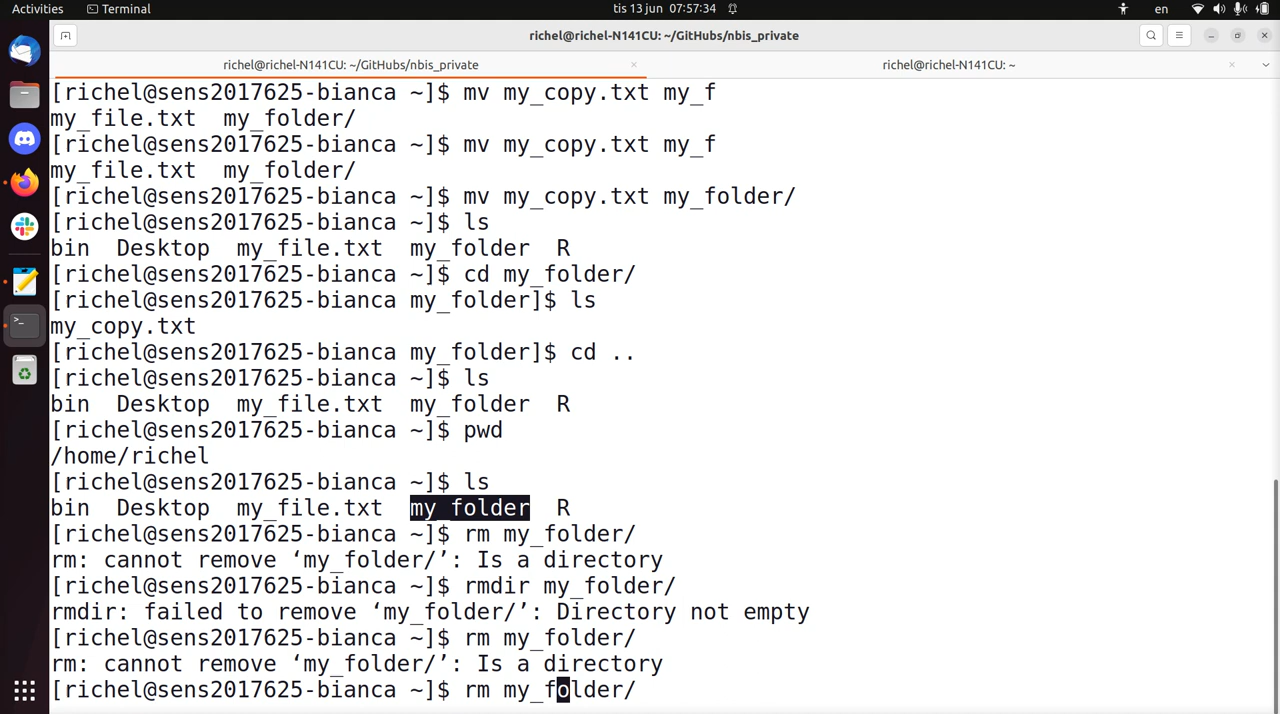 Activities Terminal tis 13 jun 07:57:34 en
richel@richel-N141CU: ~/GitHubs/nbis_private
richel@richel-N141CU: ~/GitHubs/nbis_private richel@richel-N141CU: ~
[richel@sens2017625-bianca ~]$ mv my_copy.txt my_f
my_file.txt  my_folder/
[richel@sens2017625-bianca ~]$ mv my_copy.txt my_f
my_file.txt  my_folder/
[richel@sens2017625-bianca ~]$ mv my_copy.txt my_folder/
[richel@sens2017625-bianca ~]$ ls
bin  Desktop  my_file.txt  my_folder  R
[richel@sens2017625-bianca ~]$ cd my_folder/
[richel@sens2017625-bianca my_folder]$ ls
my_copy.txt
[richel@sens2017625-bianca my_folder]$ cd ..
[richel@sens2017625-bianca ~]$ ls
bin  Desktop  my_file.txt  my_folder  R
[richel@sens2017625-bianca ~]$ pwd
/home/richel
[richel@sens2017625-bianca ~]$ ls
bin  Desktop  my_file.txt  my_folder  R
[richel@sens2017625-bianca ~]$ rm my_folder/
rm: cannot remove ‘my_folder/’: Is a directory
[richel@sens2017625-bianca ~]$ rmdir my_folder/
rmdir: failed to remove ‘my_folder/’: Directory not empty
[richel@sens2017625-bianca ~]$ rm my_folder/
rm: cannot remove ‘my_folder/’: Is a directory
[richel@sens2017625-bianca ~]$ rm my_folder/